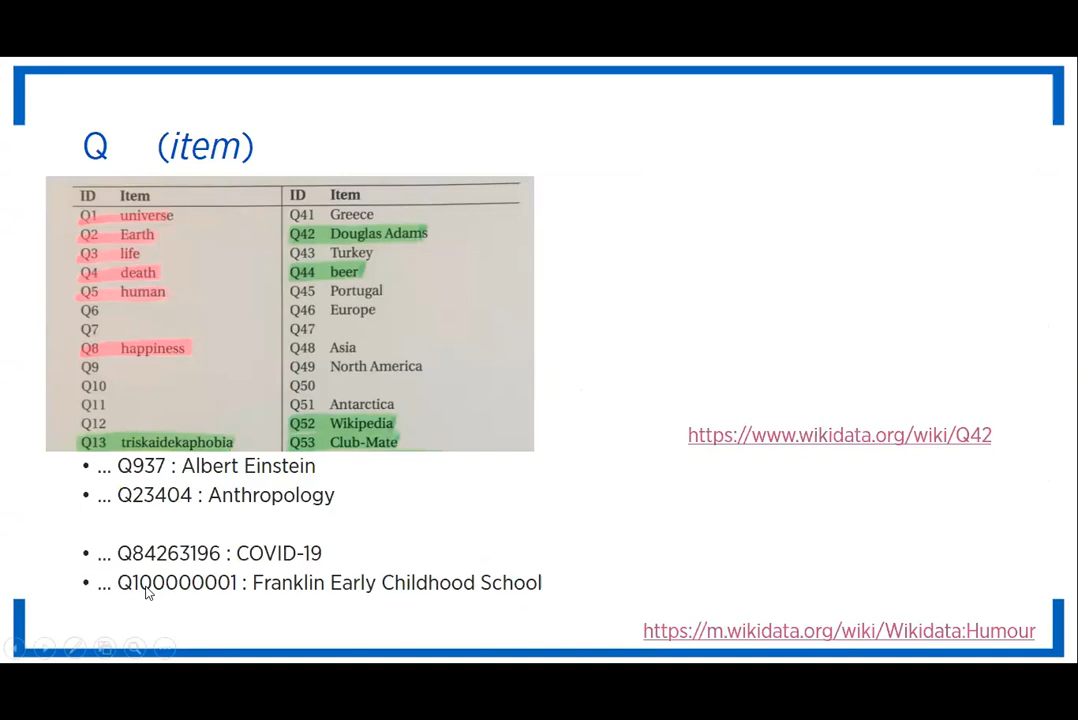 Q (item)
ID Item ID Item
Q1 universe Q41 Greece
Q2 Earth Q42 Douglas Adams
Q3 life Q43 Turkey
Q4 death Q44 beer
Q5 human Q45 Portugal
Q6 Q46 Europe
Q7 Q47
Q8 happiness Q48 Asia
Q9 Q49 North America
Q10 Q50
Q11 Q51 Antarctica
Q12 Q52 Wikipedia
Q13 triskaidekaphobia Q53 Club-Mate
https://www.wikidata.org/wiki/Q42
• ... Q937 : Albert Einstein
• ... Q23404 : Anthropology
• ... Q84263196 : COVID-19
• ... Q100000001 : Franklin Early Childhood School
https://m.wikidata.org/wiki/Wikidata:Humour